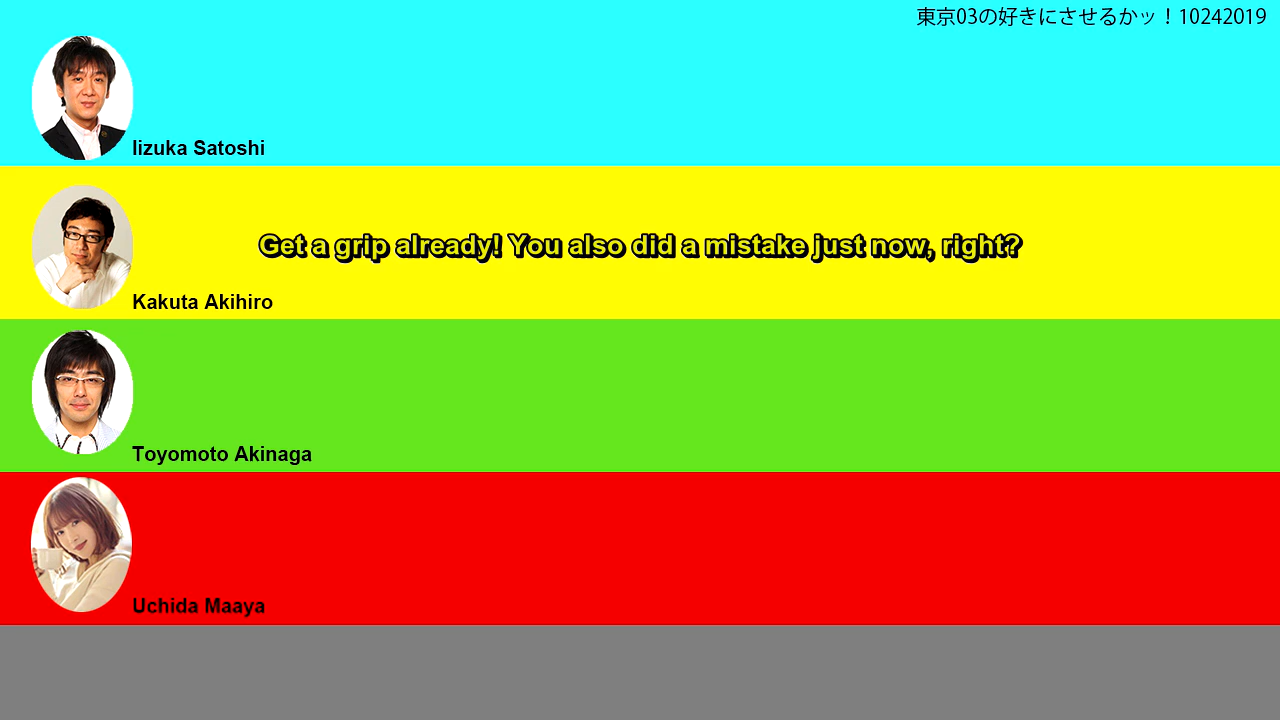 東京03の好きにさせるかッ！10242019
Iizuka Satoshi
Get a grip already! You also did a mistake just now, right?
Kakuta Akihiro
Toyomoto Akinaga
Uchida Maaya